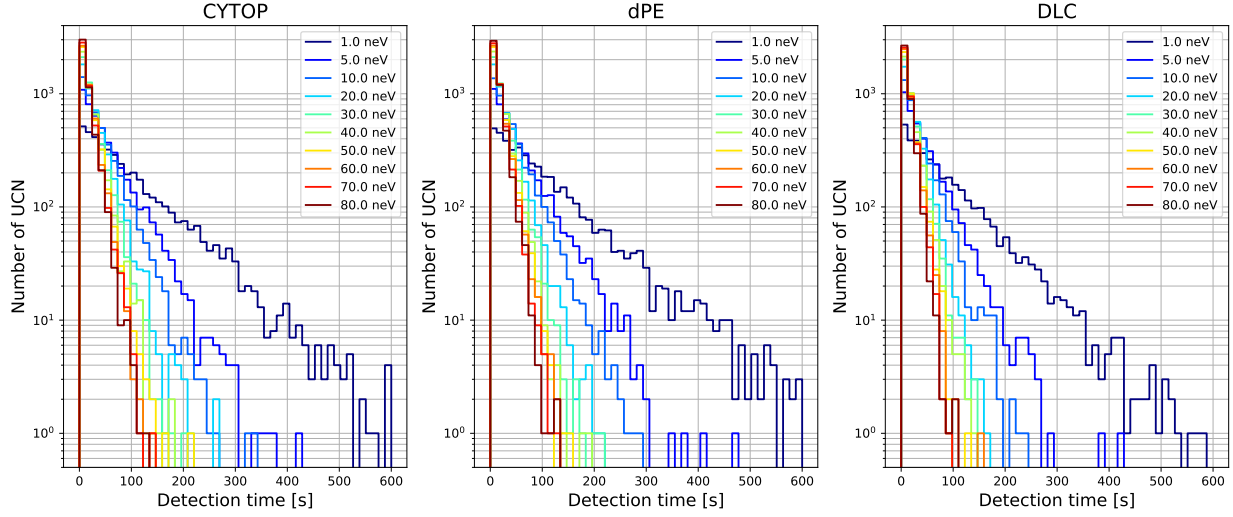 CYTOP
Number of UCN
10³
10²
10¹
10⁰
0 100 200 300 400 500 600
Detection time [s]
1.0 neV
5.0 neV
10.0 neV
20.0 neV
30.0 neV
40.0 neV
50.0 neV
60.0 neV
70.0 neV
80.0 neV
dPE
Number of UCN
10³
10²
10¹
10⁰
0 100 200 300 400 500 600
Detection time [s]
1.0 neV
5.0 neV
10.0 neV
20.0 neV
30.0 neV
40.0 neV
50.0 neV
60.0 neV
70.0 neV
80.0 neV
DLC
Number of UCN
10³
10²
10¹
10⁰
0 100 200 300 400 500 600
Detection time [s]
1.0 neV
5.0 neV
10.0 neV
20.0 neV
30.0 neV
40.0 neV
50.0 neV
60.0 neV
70.0 neV
80.0 neV